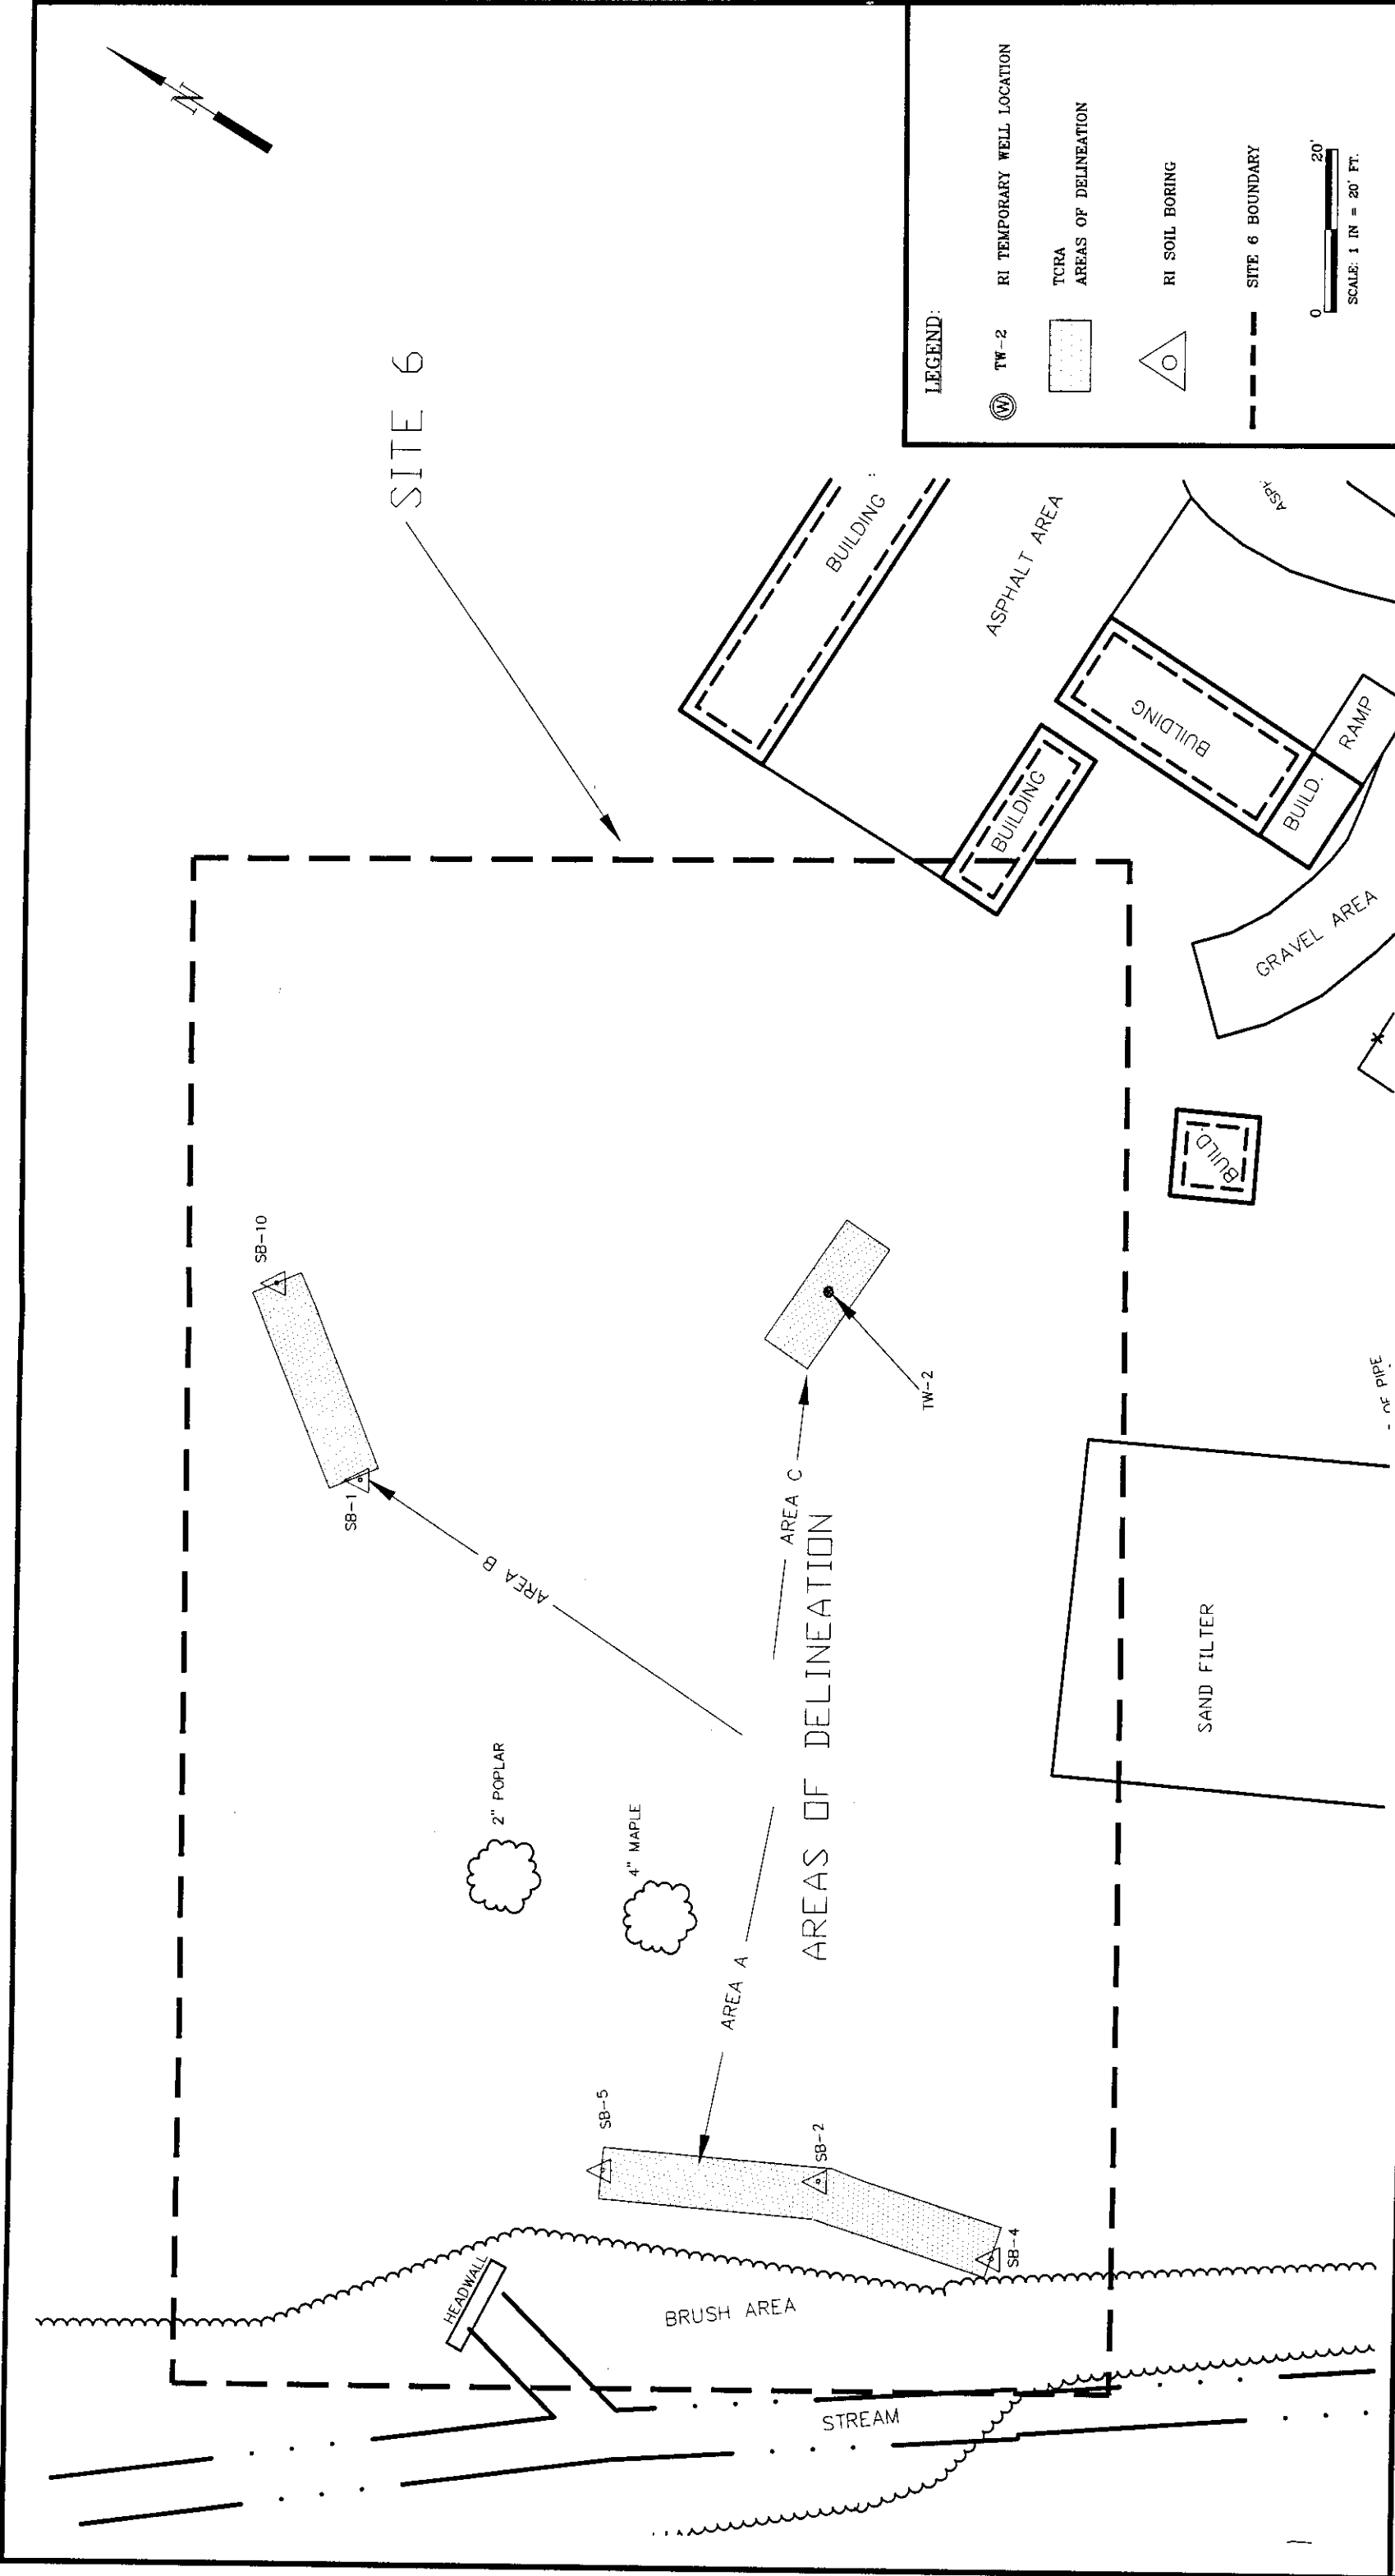 N
SITE 6
SB-10
SB-1
AREA B
2" POPLAR
4" MAPLE
AREA A
AREA C
AREAS OF DELINEATION
TW-2
SB-5
SB-2
SB-4
HEADWALL
BRUSH AREA
STREAM
BUILDING
ASPHALT AREA
BUILDING
BUILDING
BUILD.
RAMP
GRAVEL AREA
BUILD.
SAND FILTER
OF PIPE
LEGEND:
W TW-2 RI TEMPORARY WELL LOCATION
TCRA
AREAS OF DELINEATION
RI SOIL BORING
SITE 6 BOUNDARY
0 20'
SCALE: 1 IN = 20' FT.